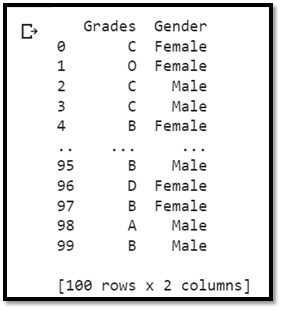 Grades Gender
0 C Female
1 O Female
2 C Male
3 C Male
4 B Female
.. ... ...
95 B Male
96 D Female
97 B Female
98 A Male
99 B Male
[100 rows x 2 columns]